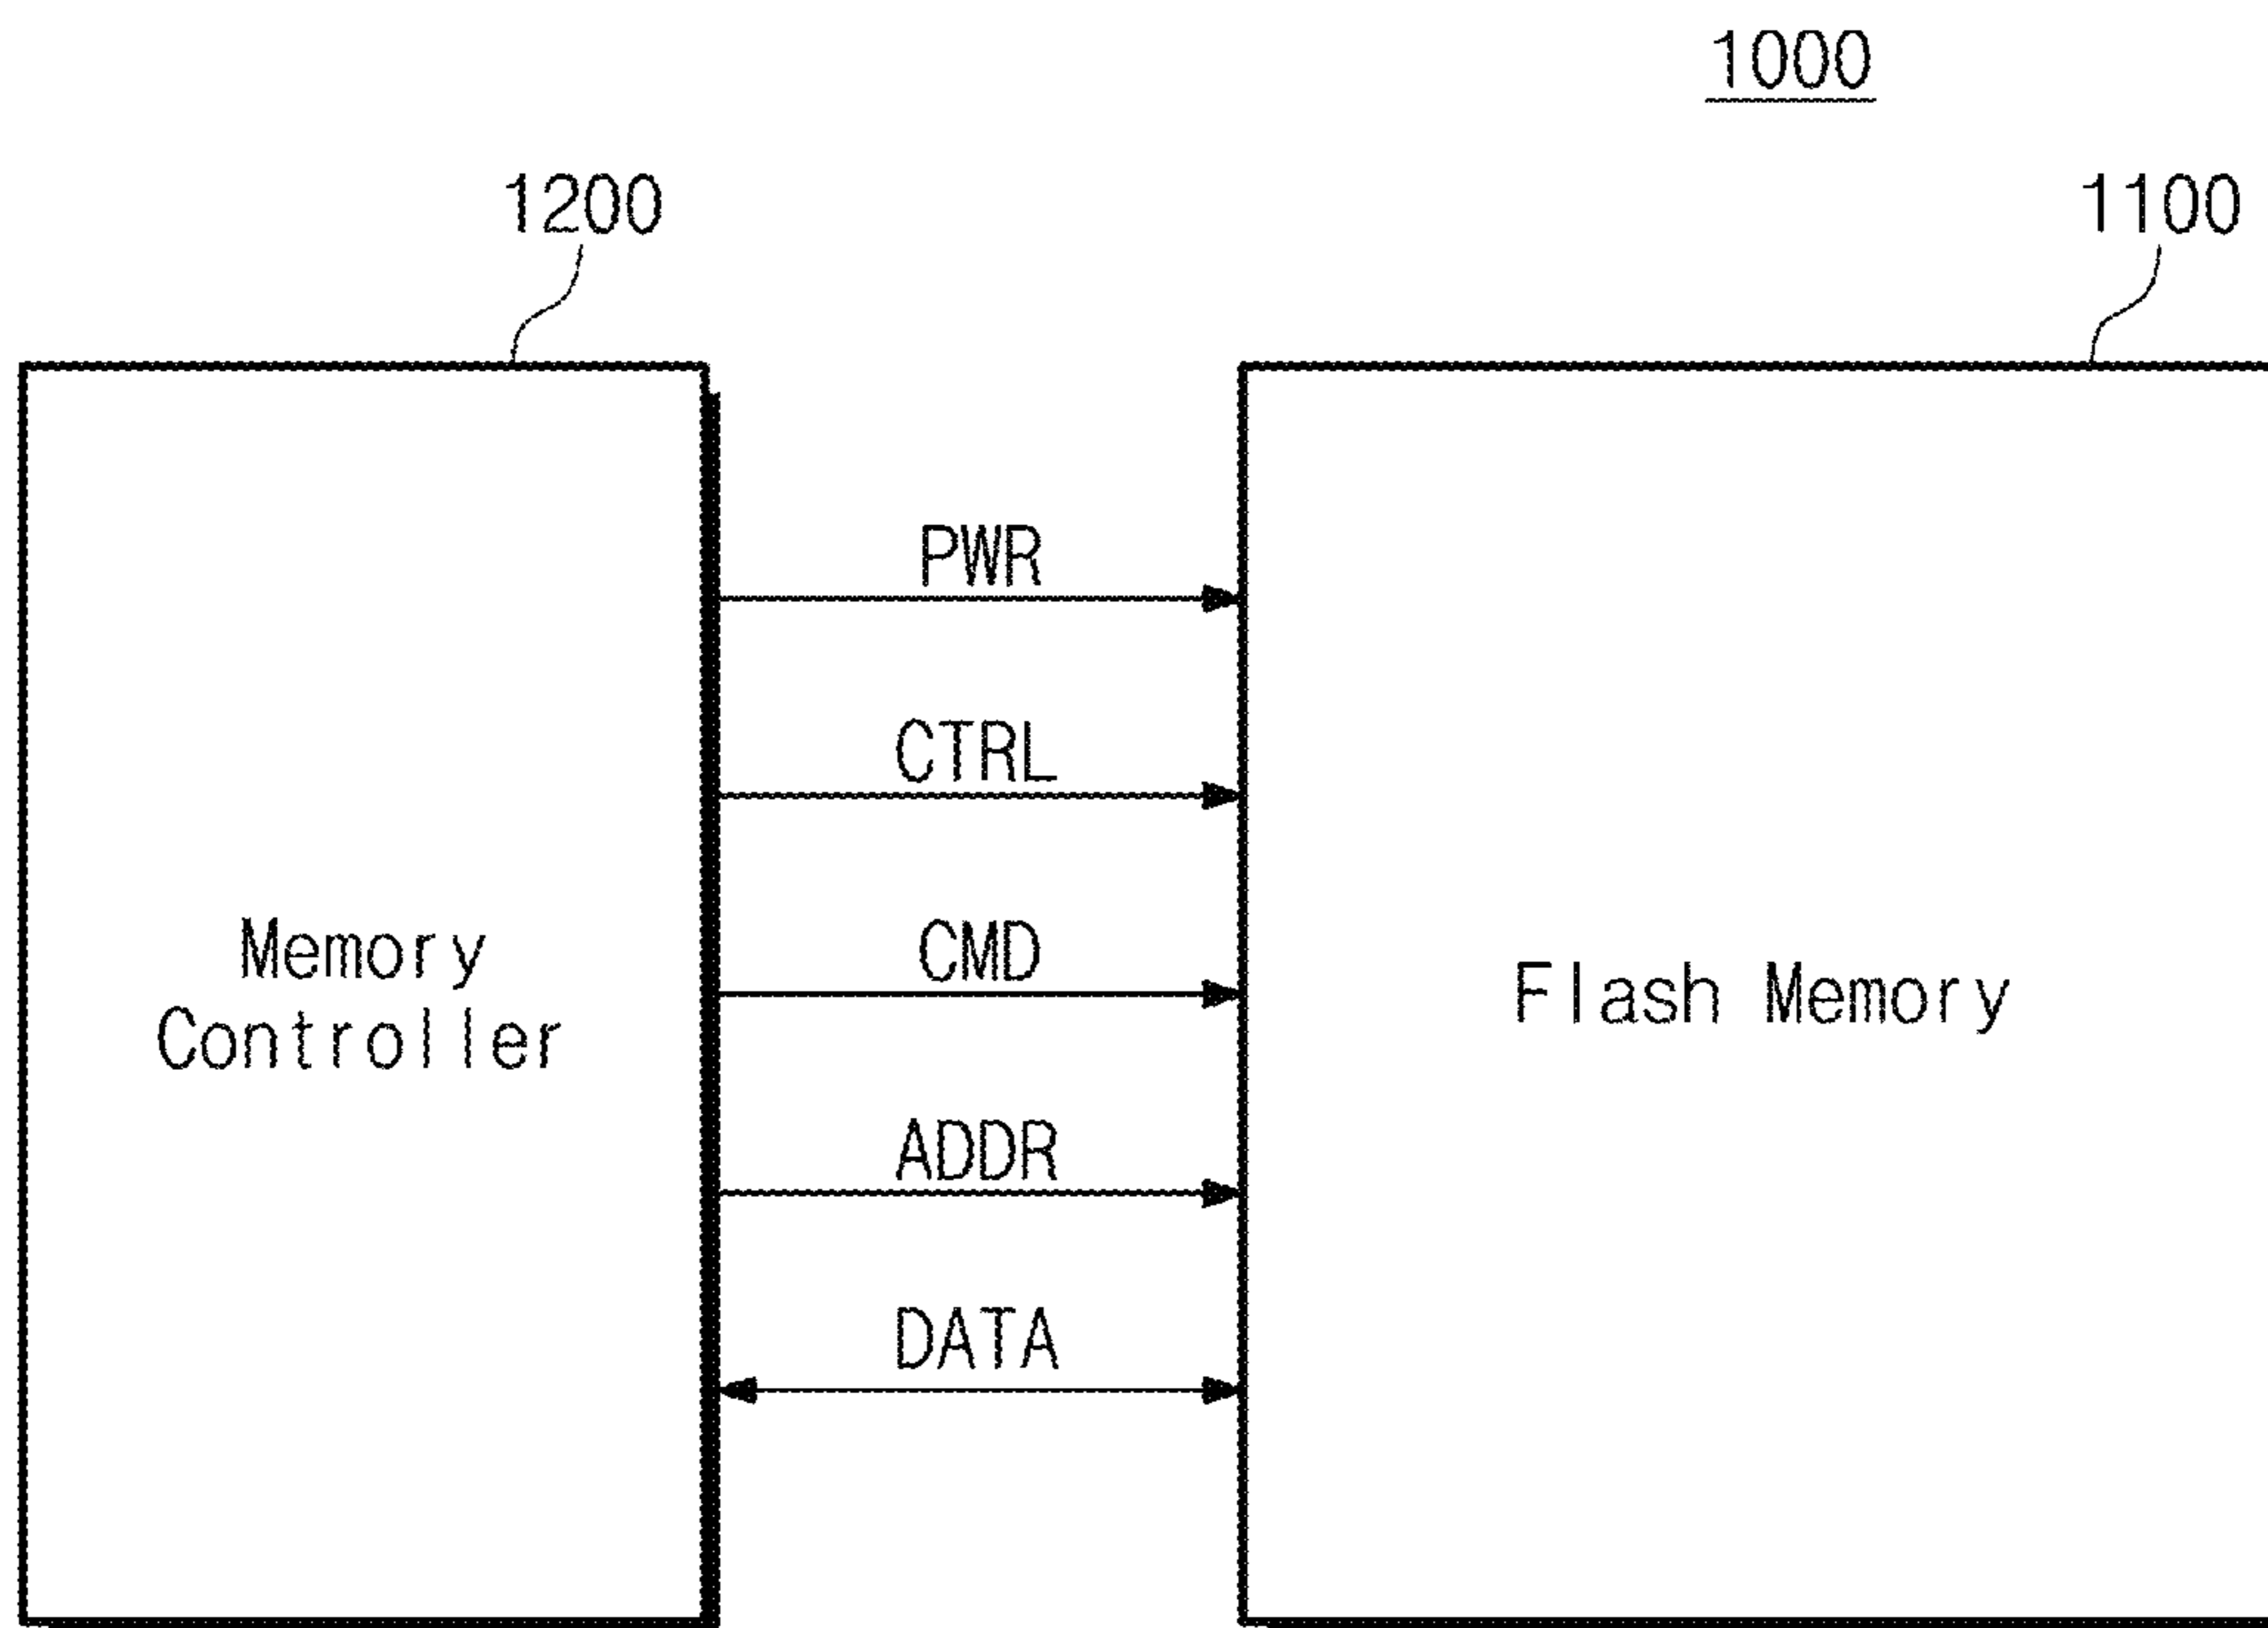 1000
1200
1100
PWR
CTRL
CMD
ADDR
DATA
Memory
Controller
Flash Memory